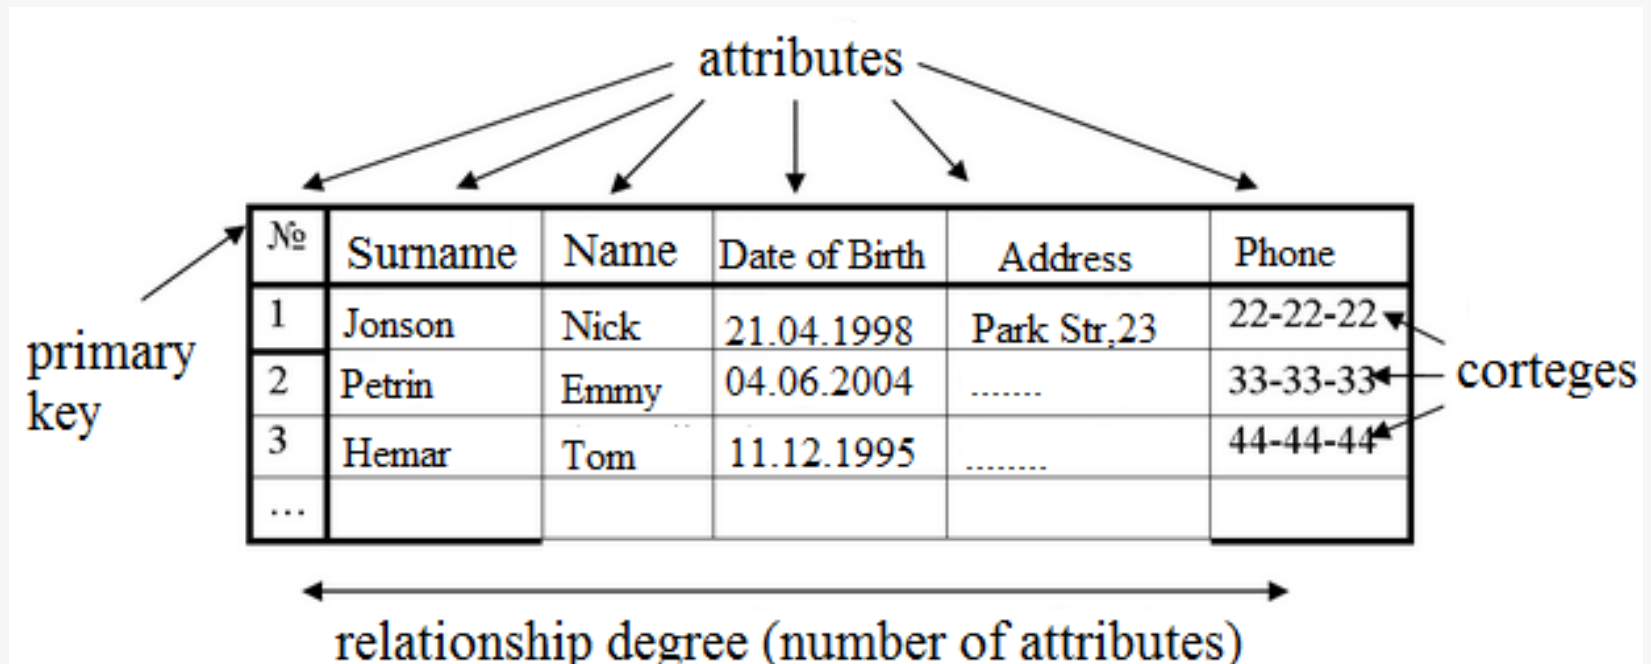 attributes
№ Surname Name Date of Birth Address Phone
1 Jonson Nick 21.04.1998 Park Str,23 22-22-22
2 Petrin Emmy 04.06.2004 ....... 33-33-33
3 Hemar Tom 11.12.1995 ........ 44-44-44
...
primary
key
corteges
relationship degree (number of attributes)